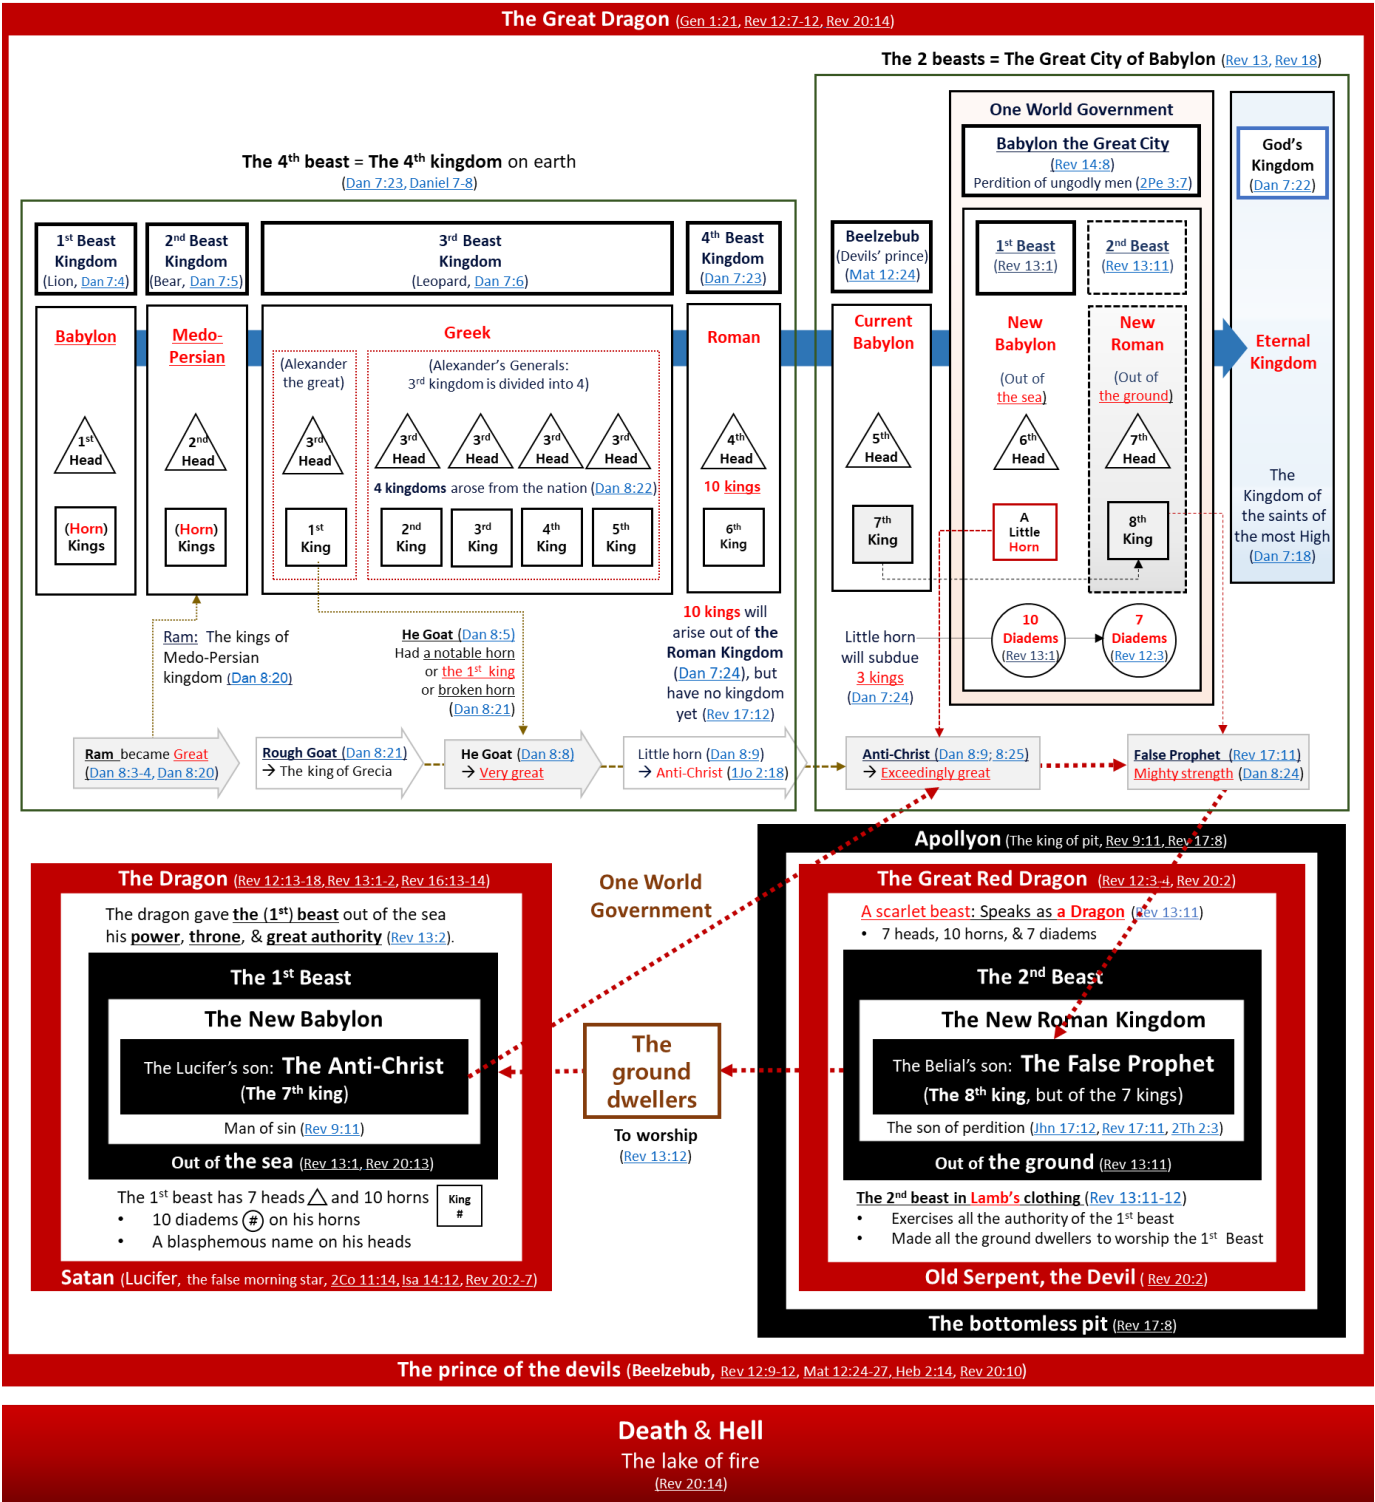 The Great Dragon (Gen 1:21, Rev 12:7-12, Rev 20:14)
The 2 beasts = The Great City of Babylon (Rev 13, Rev 18)
The 4th beast = The 4th kingdom on earth
(Dan 7:23, Daniel 7-8)
One World Government
Babylon the Great City
(Rev 14:8)
Perdition of ungodly men (2Pe 3:7)
God's
Kingdom
(Dan 7:22)
1st Beast
Kingdom
(Lion, Dan 7:4)
2nd Beast
Kingdom
(Bear, Dan 7:5)
3rd Beast
Kingdom
(Leopard, Dan 7:6)
4th Beast
Kingdom
(Dan 7:23)
Beelzebub
(Devils' prince)
(Mat 12:24)
1st Beast
(Rev 13:1)
2nd Beast
(Rev 13:11)
Babylon
Medo-
Persian
Greek
(Alexander
the great)
(Alexander's Generals:
3rd kingdom is divided into 4)
Roman
Current
Babylon
New
Babylon
(Out of
the sea)
New
Roman
(Out of
the ground)
Eternal
Kingdom
1st
Head
2nd
Head
3rd
Head
3rd
Head
3rd
Head
3rd
Head
3rd
Head
4th
Head
5th
Head
6th
Head
7th
Head
4 kingdoms arose from the nation (Dan 8:22)
10 kings
The
Kingdom of
the saints of
the most High
(Dan 7:18)
(Horn)
Kings
(Horn)
Kings
1st
King
2nd
King
3rd
King
4th
King
5th
King
6th
King
7th
King
A
Little
Horn
8th
King
Ram: The kings of
Medo-Persian
kingdom (Dan 8:20)
He Goat (Dan 8:5)
Had a notable horn
or the 1st king
or broken horn
(Dan 8:21)
10 kings will
arise out of the
Roman Kingdom
(Dan 7:24), but
have no kingdom
yet (Rev 17:12)
Little horn
will subdue
3 kings
(Dan 7:24)
10
Diadems
(Rev 13:1)
7
Diadems
(Rev 12:3)
Ram became Great
(Dan 8:3-4, Dan 8:20)
Rough Goat (Dan 8:21)
→ The king of Grecia
He Goat (Dan 8:8)
→ Very great
Little horn (Dan 8:9)
→ Anti-Christ (1Jo 2:18)
Anti-Christ (Dan 8:9; 8:25)
→ Exceedingly great
False Prophet (Rev 17:11)
Mighty strength (Dan 8:24)
The Dragon (Rev 12:13-18, Rev 13:1-2, Rev 16:13-14)
The dragon gave the (1st) beast out of the sea
his power, throne, & great authority (Rev 13:2).
The 1st Beast
The New Babylon
The Lucifer's son: The Anti-Christ
(The 7th king)
Man of sin (Rev 9:11)
Out of the sea (Rev 13:1, Rev 20:13)
The 1st beast has 7 heads and 10 horns
King
#
• 10 diadems # on his horns
• A blasphemous name on his heads
Satan (Lucifer, the false morning star, 2Co 11:14, Isa 14:12, Rev 20:2-7)
One World
Government
The
ground
dwellers
To worship
(Rev 13:12)
Apollyon (The king of pit, Rev 9:11, Rev 17:8)
The Great Red Dragon (Rev 12:3-4, Rev 20:2)
A scarlet beast: Speaks as a Dragon (Rev 13:11)
• 7 heads, 10 horns, & 7 diadems
The 2nd Beast
The New Roman Kingdom
The Belial's son: The False Prophet
(The 8th king, but of the 7 kings)
The son of perdition (Jhn 17:12, Rev 17:11, 2Th 2:3)
Out of the ground (Rev 13:11)
The 2nd beast in Lamb's clothing (Rev 13:11-12)
• Exercises all the authority of the 1st beast
• Made all the ground dwellers to worship the 1st Beast
Old Serpent, the Devil ( Rev 20:2)
The bottomless pit (Rev 17:8)
The prince of the devils (Beelzebub, Rev 12:9-12, Mat 12:24-27, Heb 2:14, Rev 20:10)
Death & Hell
The lake of fire
(Rev 20:14)